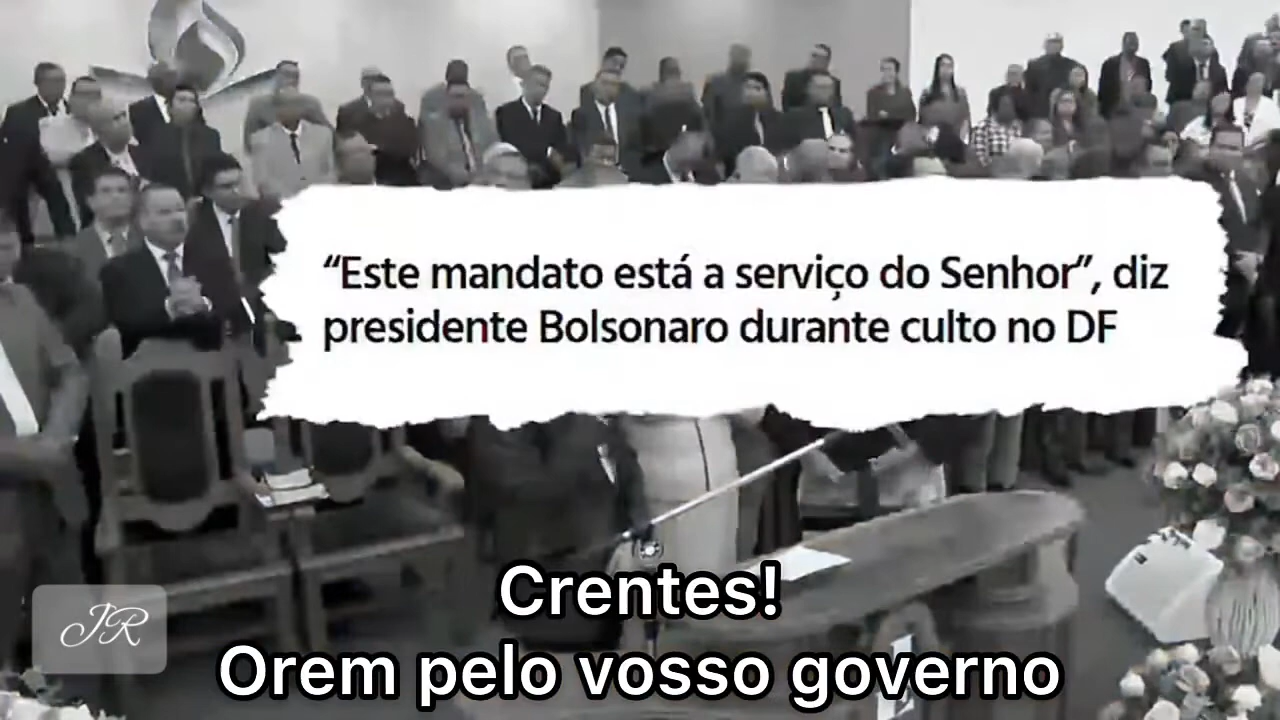 “Este mandato está a serviço do Senhor”, diz
presidente Bolsonaro durante culto no DF
Crentes!
Orem pelo vosso governo
JR